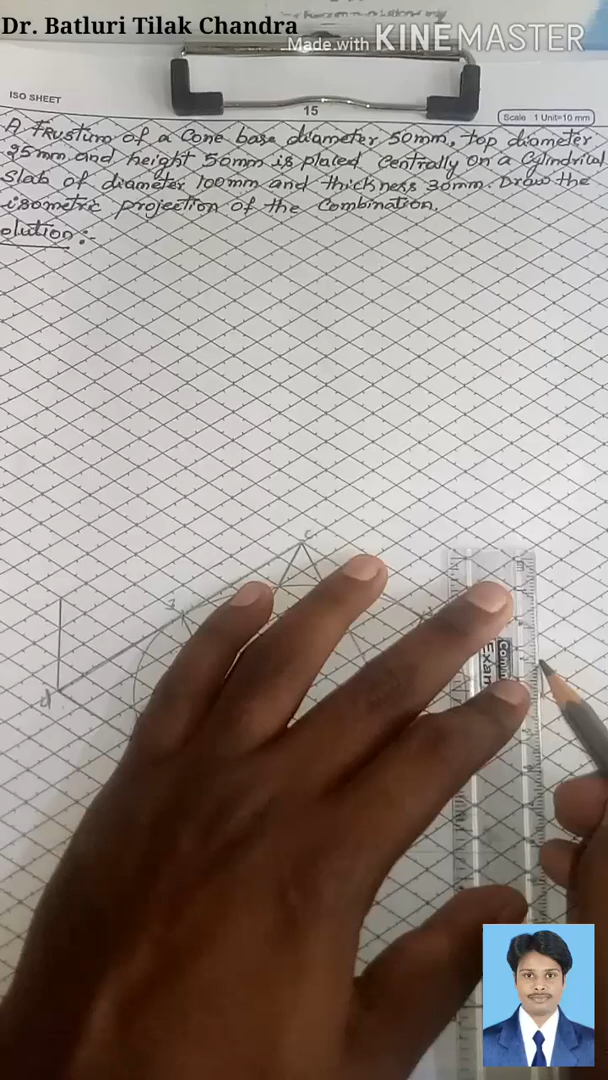 Dr. Batluri Tilak Chandra
Made with KINEMASTER
ISO SHEET
15
Scale 1 Unit=10 mm
A Frustum of a Cone base diameter 50mm, top diameter
25mm and height 50mm is placed Centrally on a Cylindrical
Slab of diameter 100mm and thickness 30mm. Draw the
isometric projection of the Combination.
olution:-
c
3
d